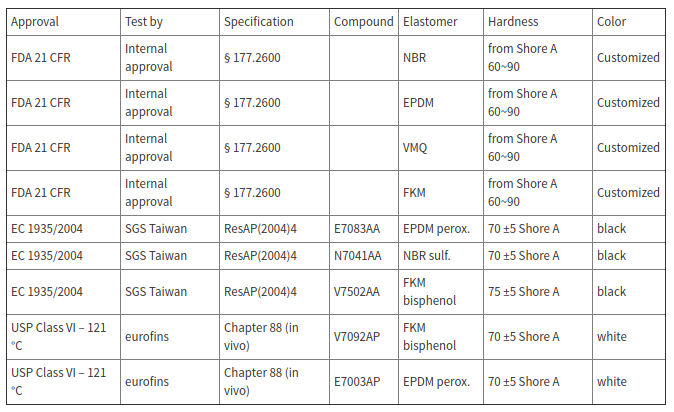 Approval Test by Specification Compound Elastomer Hardness Color
FDA 21 CFR Internal approval § 177.2600 NBR from Shore A 60~90 Customized
FDA 21 CFR Internal approval § 177.2600 EPDM from Shore A 60~90 Customized
FDA 21 CFR Internal approval § 177.2600 VMQ from Shore A 60~90 Customized
FDA 21 CFR Internal approval § 177.2600 FKM from Shore A 60~90 Customized
EC 1935/2004 SGS Taiwan ResAP(2004)4 E7083AA EPDM perox. 70 ±5 Shore A black
EC 1935/2004 SGS Taiwan ResAP(2004)4 N7041AA NBR sulf. 70 ±5 Shore A black
EC 1935/2004 SGS Taiwan ResAP(2004)4 V7502AA FKM bisphenol 75 ±5 Shore A black
USP Class VI – 121 °C eurofins Chapter 88 (in vivo) V7092AP FKM bisphenol 70 ±5 Shore A white
USP Class VI – 121 °C eurofins Chapter 88 (in vivo) E7003AP EPDM perox. 70 ±5 Shore A white